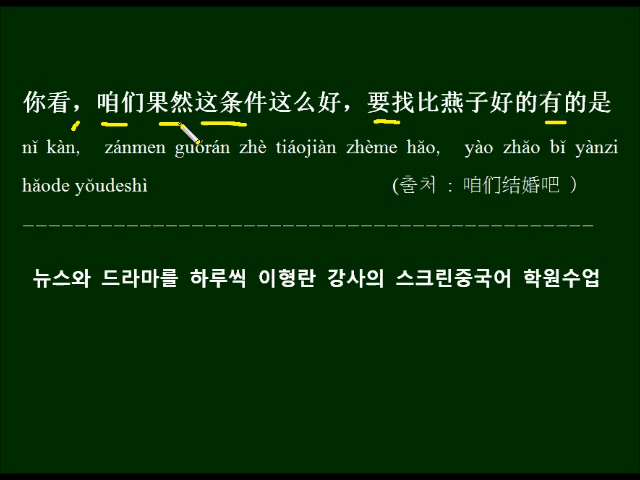 你看，咱们果然这条件这么好，要找比燕子好的有的是
nǐ kàn, zánmen guǒrán zhè tiáojiàn zhème hǎo, yào zhǎo bǐ yànzi
hǎode yǒudeshì (출처 : 咱们结婚吧 )
뉴스와 드라마를 하루씩 이형란 강사의 스크린중국어 학원수업